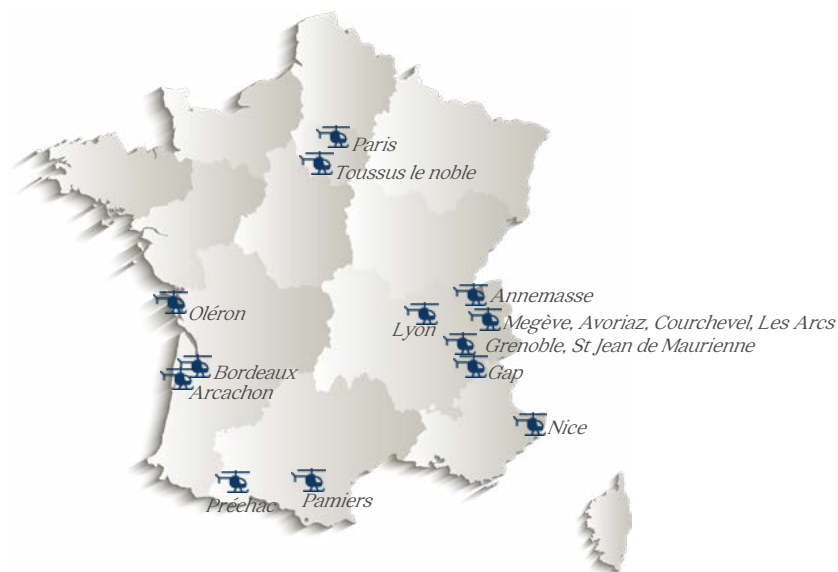 Paris
Toussus le noble
Annemasse
Oléron
Megève, Avoriaz, Courchevel, Les Arcs
Lyon
Grenoble, St Jean de Maurienne
Bordeaux
Gap
Arcachon
Nice
Préchac
Pamiers